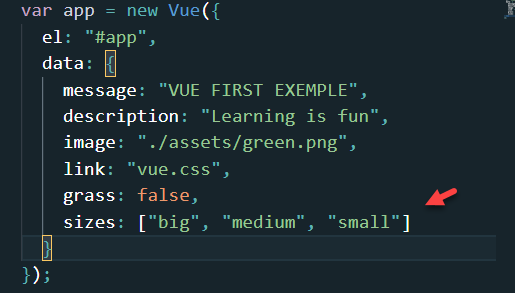 var app = new Vue({
el: "#app",
data: {
message: "VUE FIRST EXEMPLE",
description: "Learning is fun",
image: "./assets/green.png",
link: "vue.css",
grass: false,
sizes: ["big", "medium", "small"]
}
});